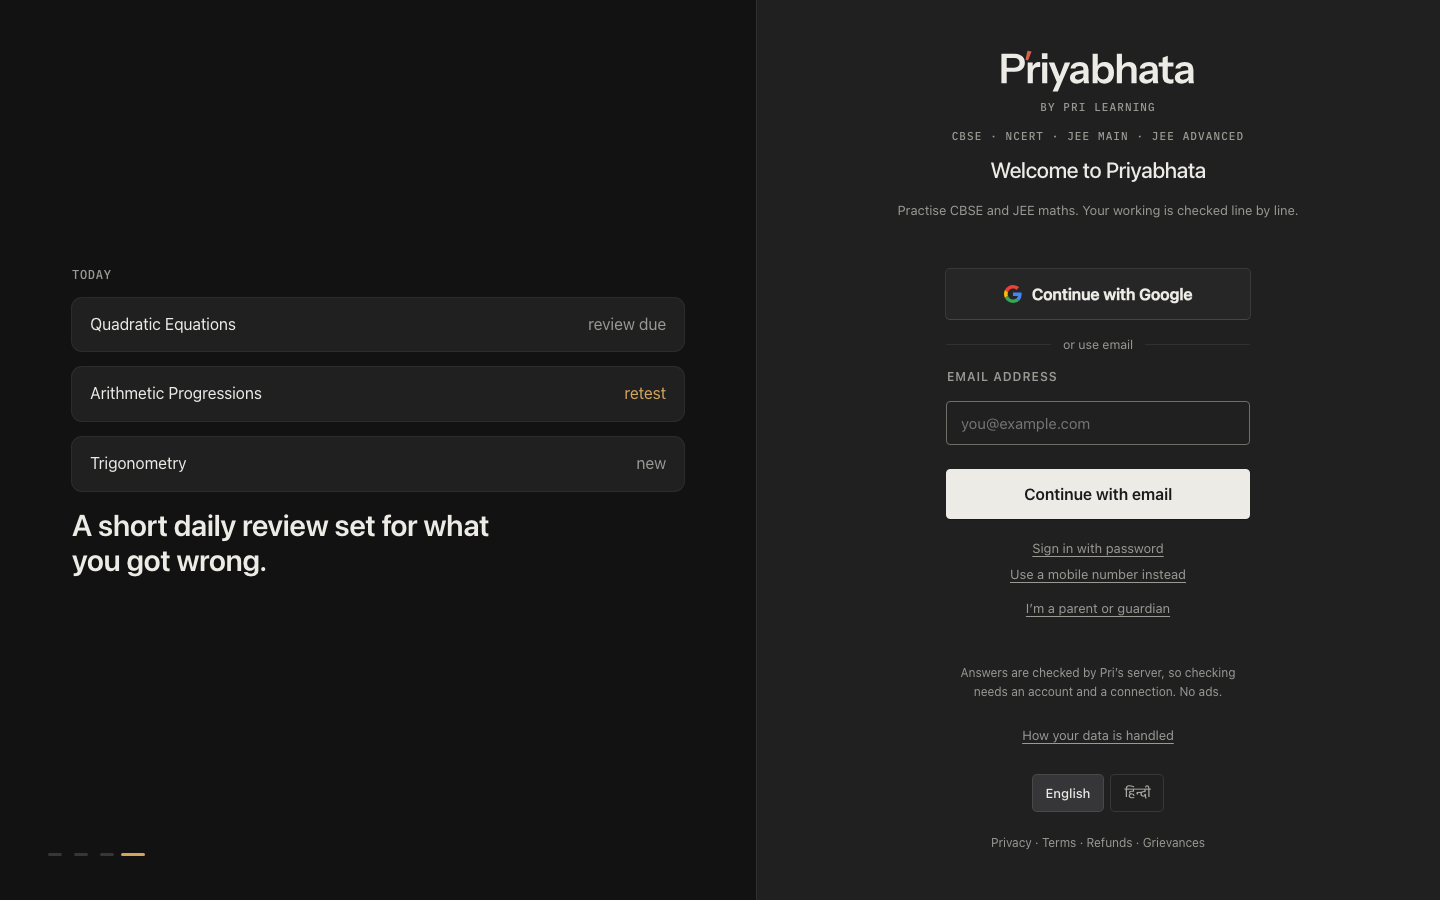 TODAY
Quadratic Equations review due
Arithmetic Progressions retest
Trigonometry new
A short daily review set for what
you got wrong.
Priyabhata
BY PRI LEARNING
CBSE · NCERT · JEE MAIN · JEE ADVANCED
Welcome to Priyabhata
Practise CBSE and JEE maths. Your working is checked line by line.
Continue with Google
or use email
EMAIL ADDRESS
you@example.com
Continue with email
Sign in with password
Use a mobile number instead
I’m a parent or guardian
Answers are checked by Pri’s server, so checking
needs an account and a connection. No ads.
How your data is handled
English हिन्दी
Privacy · Terms · Refunds · Grievances